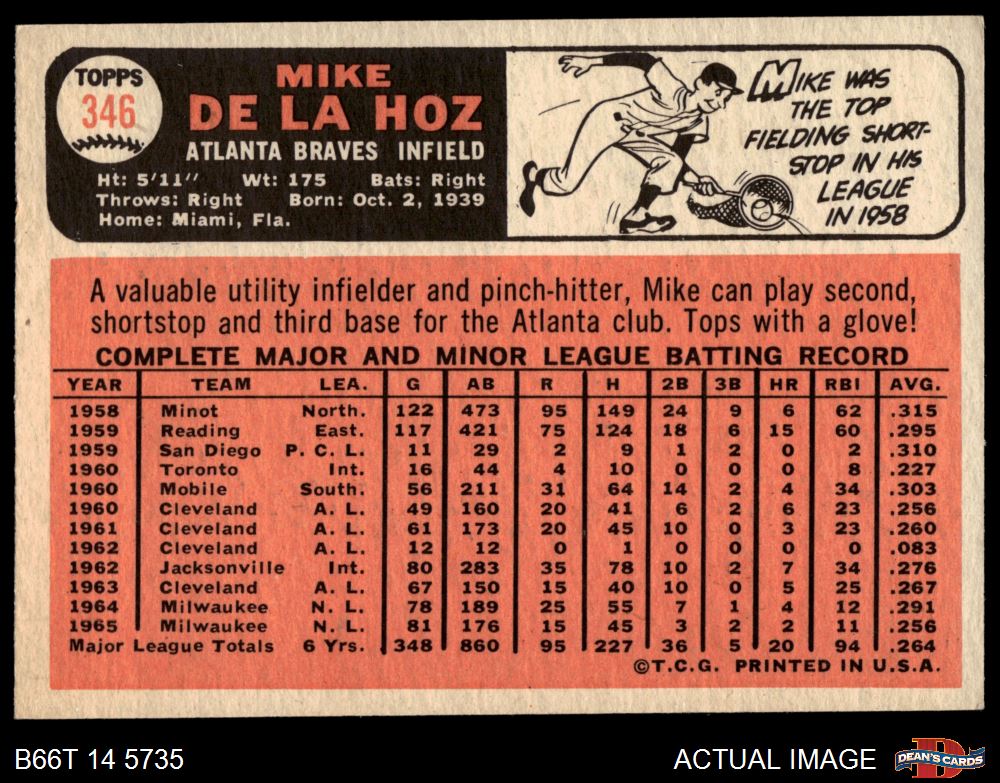 TOPPS
346
MIKE
DE LA HOZ
ATLANTA BRAVES INFIELD
Ht: 5'11" Wt: 175 Bats: Right
Throws: Right Born: Oct. 2, 1939
Home: Miami, Fla.
MIKE WAS
THE TOP
FIELDING SHORT-
STOP IN HIS
LEAGUE
IN 1958
A valuable utility infielder and pinch-hitter, Mike can play second,
shortstop and third base for the Atlanta club. Tops with a glove!
COMPLETE MAJOR AND MINOR LEAGUE BATTING RECORD
YEAR TEAM LEA. G AB R H 2B 3B HR RBI AVG.
1958 Minot North. 122 473 95 149 24 9 6 62 .315
1959 Reading East. 117 421 75 124 18 6 15 60 .295
1959 San Diego P. C. L. 11 29 2 9 1 2 0 2 .310
1960 Toronto Int. 16 44 4 10 0 0 0 8 .227
1960 Mobile South. 56 211 31 64 14 2 4 34 .303
1960 Cleveland A. L. 49 160 20 41 6 2 6 23 .256
1961 Cleveland A. L. 61 173 20 45 10 0 3 23 .260
1962 Cleveland A. L. 12 12 0 1 0 0 0 0 .083
1962 Jacksonville Int. 80 283 35 78 10 2 7 34 .276
1963 Cleveland A. L. 67 150 15 40 10 0 5 25 .267
1964 Milwaukee N. L. 78 189 25 55 7 1 4 12 .291
1965 Milwaukee N. L. 81 176 15 45 3 2 2 11 .256
Major League Totals 6 Yrs. 348 860 95 227 36 5 20 94 .264
©T.C.G. PRINTED IN U.S.A.
B66T 14 5735
ACTUAL IMAGE
DEAN'S CARDS